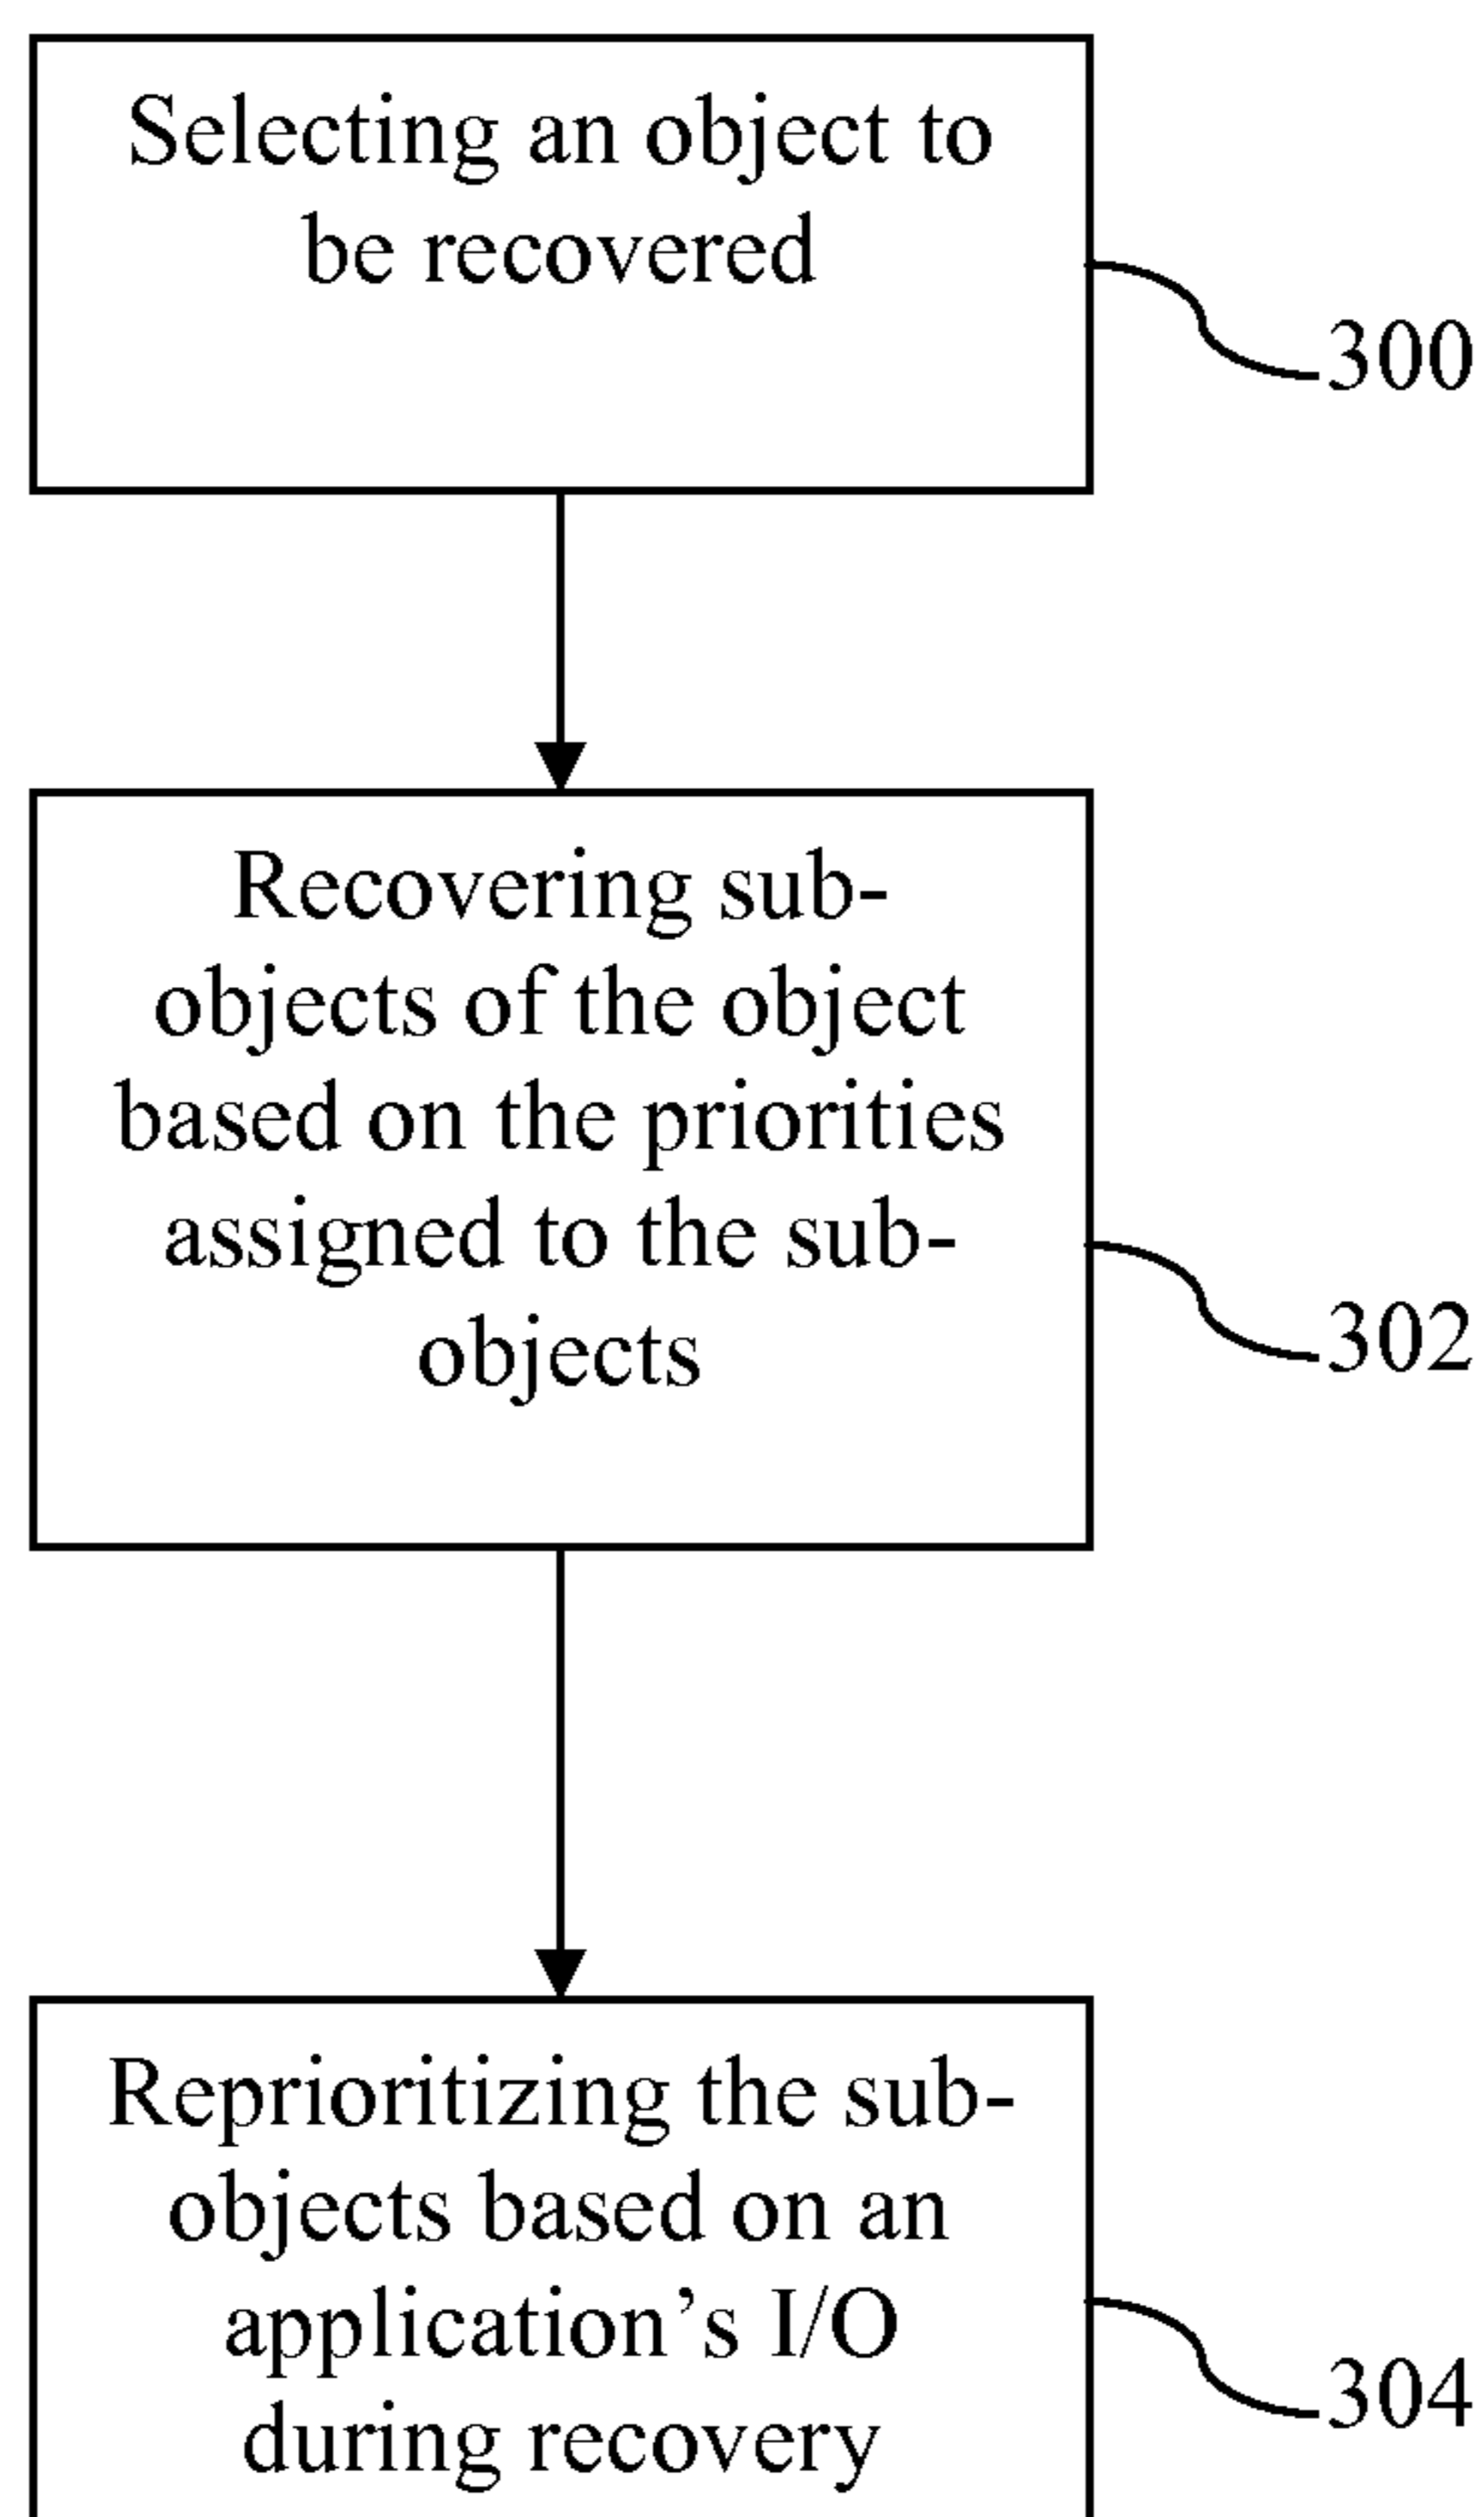 Selecting an object to
be recovered
300
Recovering sub-
objects of the object
based on the priorities
assigned to the sub-
objects
302
Reprioritizing the sub-
objects based on an
application’s I/O
during recovery
304